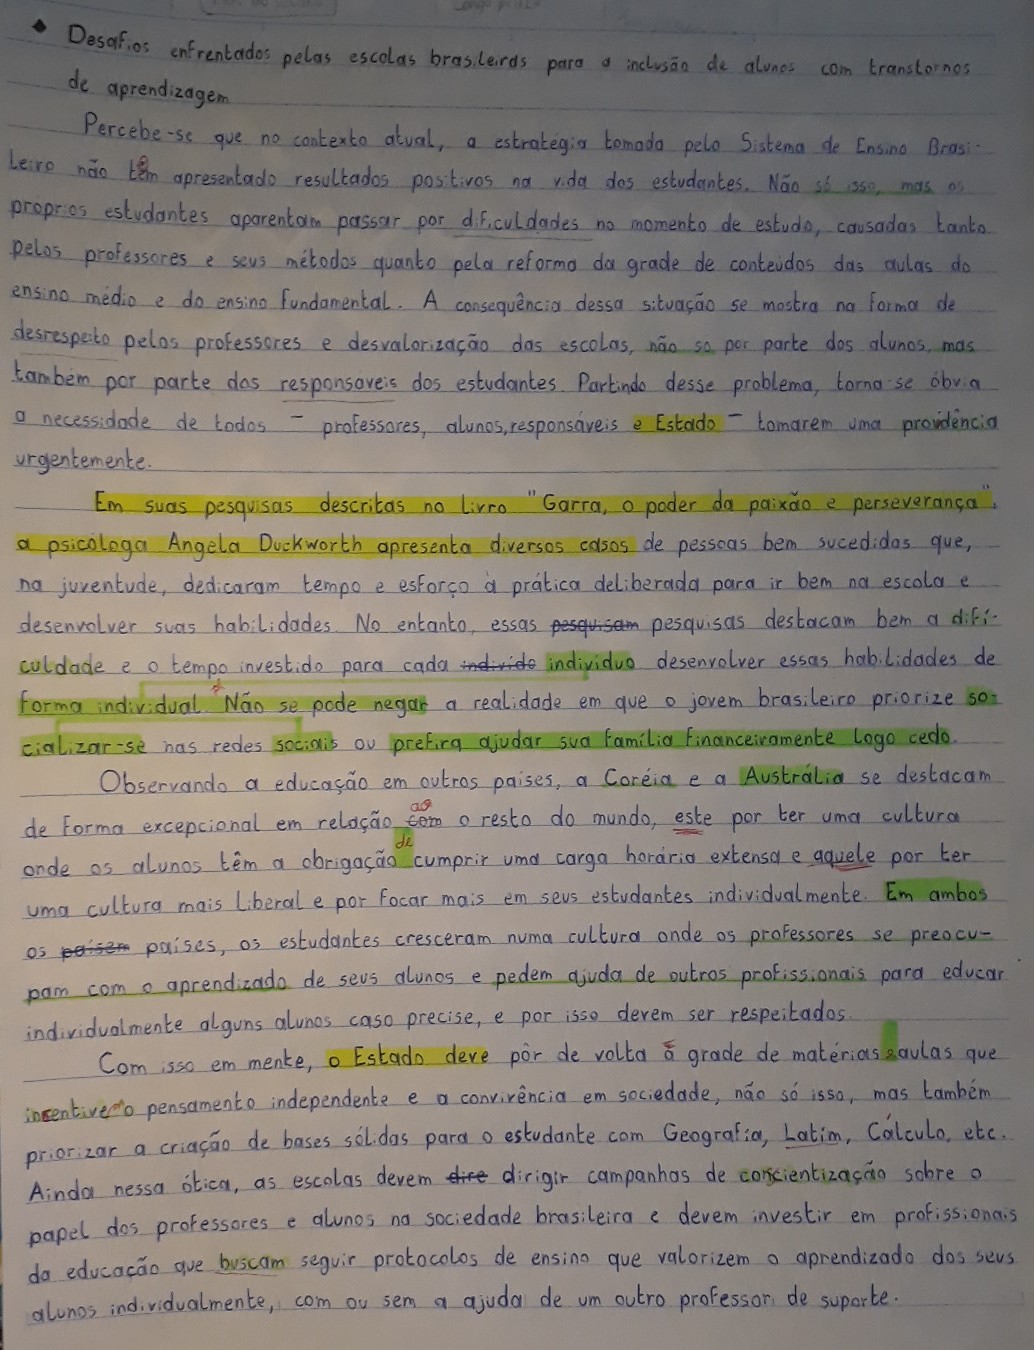 • Desafios enfrentados pelas escolas brasileiras para a inclusão de alunos com transtornos
de aprendizagem
Percebe-se que no contexto atual, a estratégia tomada pelo Sistema de Ensino Brasi-
leiro não têm apresentado resultados positivos na vida dos estudantes. Não só isso, mas os
proprios estudantes aparentam passar por dificuldades no momento de estudo, causadas tanto
pelos professores e seus métodos quanto pela reforma da grade de conteúdos das aulas do
ensino médio e do ensino fundamental. A consequência dessa situação se mostra na forma de
desrespeito pelos professores e desvalorização das escolas, não só por parte dos alunos, mas
também por parte dos responsáveis dos estudantes. Partindo desse problema, torna-se óbvia
a necessidade de todos – professores, alunos, responsáveis e Estado – tomarem uma providência
urgentemente.
Em suas pesquisas descritas no livro "Garra, o poder da paixão e perseverança",
a psicóloga Angela Duckworth apresenta diversos casos de pessoas bem sucedidas que,
na juventude, dedicaram tempo e esforço à prática deliberada para ir bem na escola e
desenvolver suas habilidades. No entanto, essas pesquisam pesquisas destacam bem a difi-
culdade e o tempo investido para cada individo individuo desenvolver essas habilidades de
forma individual. Não se pode negar a realidade em que o jovem brasileiro priorize so-
cializar-se nas redes sociais ou prefira ajudar sua família financeiramente logo cedo.
Observando a educação em outros países, a Coréia e a Austrália se destacam
ao
de forma excepcional em relação com o resto do mundo, este por ter uma cultura
de
onde os alunos têm a obrigação cumprir uma carga horária extensa e aquele por ter
uma cultura mais liberal e por focar mais em seus estudantes individualmente. Em ambos
os paísem países, os estudantes cresceram numa cultura onde os professores se preocu-
pam com o aprendizado de seus alunos e pedem ajuda de outros profissionais para educar
individualmente alguns alunos caso precise, e por isso devem ser respeitados.
Com isso em mente, o Estado deve pôr de volta à grade de matérias aulas que
incentive o pensamento independente e a convivência em sociedade, não só isso, mas também
priorizar a criação de bases sólidas para o estudante com Geografia, Latim, Cálculo, etc.
Ainda nessa ótica, as escolas devem dire dirigir campanhas de conscientização sobre o
papel dos professores e alunos na sociedade brasileira e devem investir em profissionais
da educação que buscam seguir protocolos de ensino que valorizem o aprendizado dos seus
alunos individualmente, com ou sem a ajuda de um outro professor de suporte.